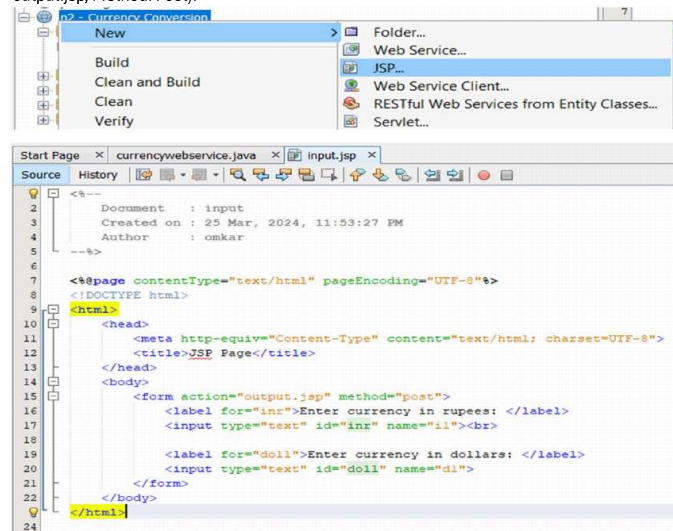 n2 - Currency Conversion
7
New > Folder...
Web Service...
Build JSP...
Clean and Build Web Service Client...
Clean RESTful Web Services from Entity Classes...
Verify Servlet...
Start Page × currencywebservice.java × input.jsp ×
Source History
<%--
2 Document : input
3 Created on : 25 Mar, 2024, 11:53:27 PM
4 Author : omkar
5 --%>
6
7 <%@page contentType="text/html" pageEncoding="UTF-8"%>
8 <!DOCTYPE html>
9 <html>
10 <head>
11 <meta http-equiv="Content-Type" content="text/html; charset=UTF-8">
12 <title>JSP Page</title>
13 </head>
14 <body>
15 <form action="output.jsp" method="post">
16 <label for="inr">Enter currency in rupees: </label>
17 <input type="text" id="inr" name="i1"><br>
18
19 <label for="doll">Enter currency in dollars: </label>
20 <input type="text" id="doll" name="d1">
21 </form>
22 </body>
</html>
24